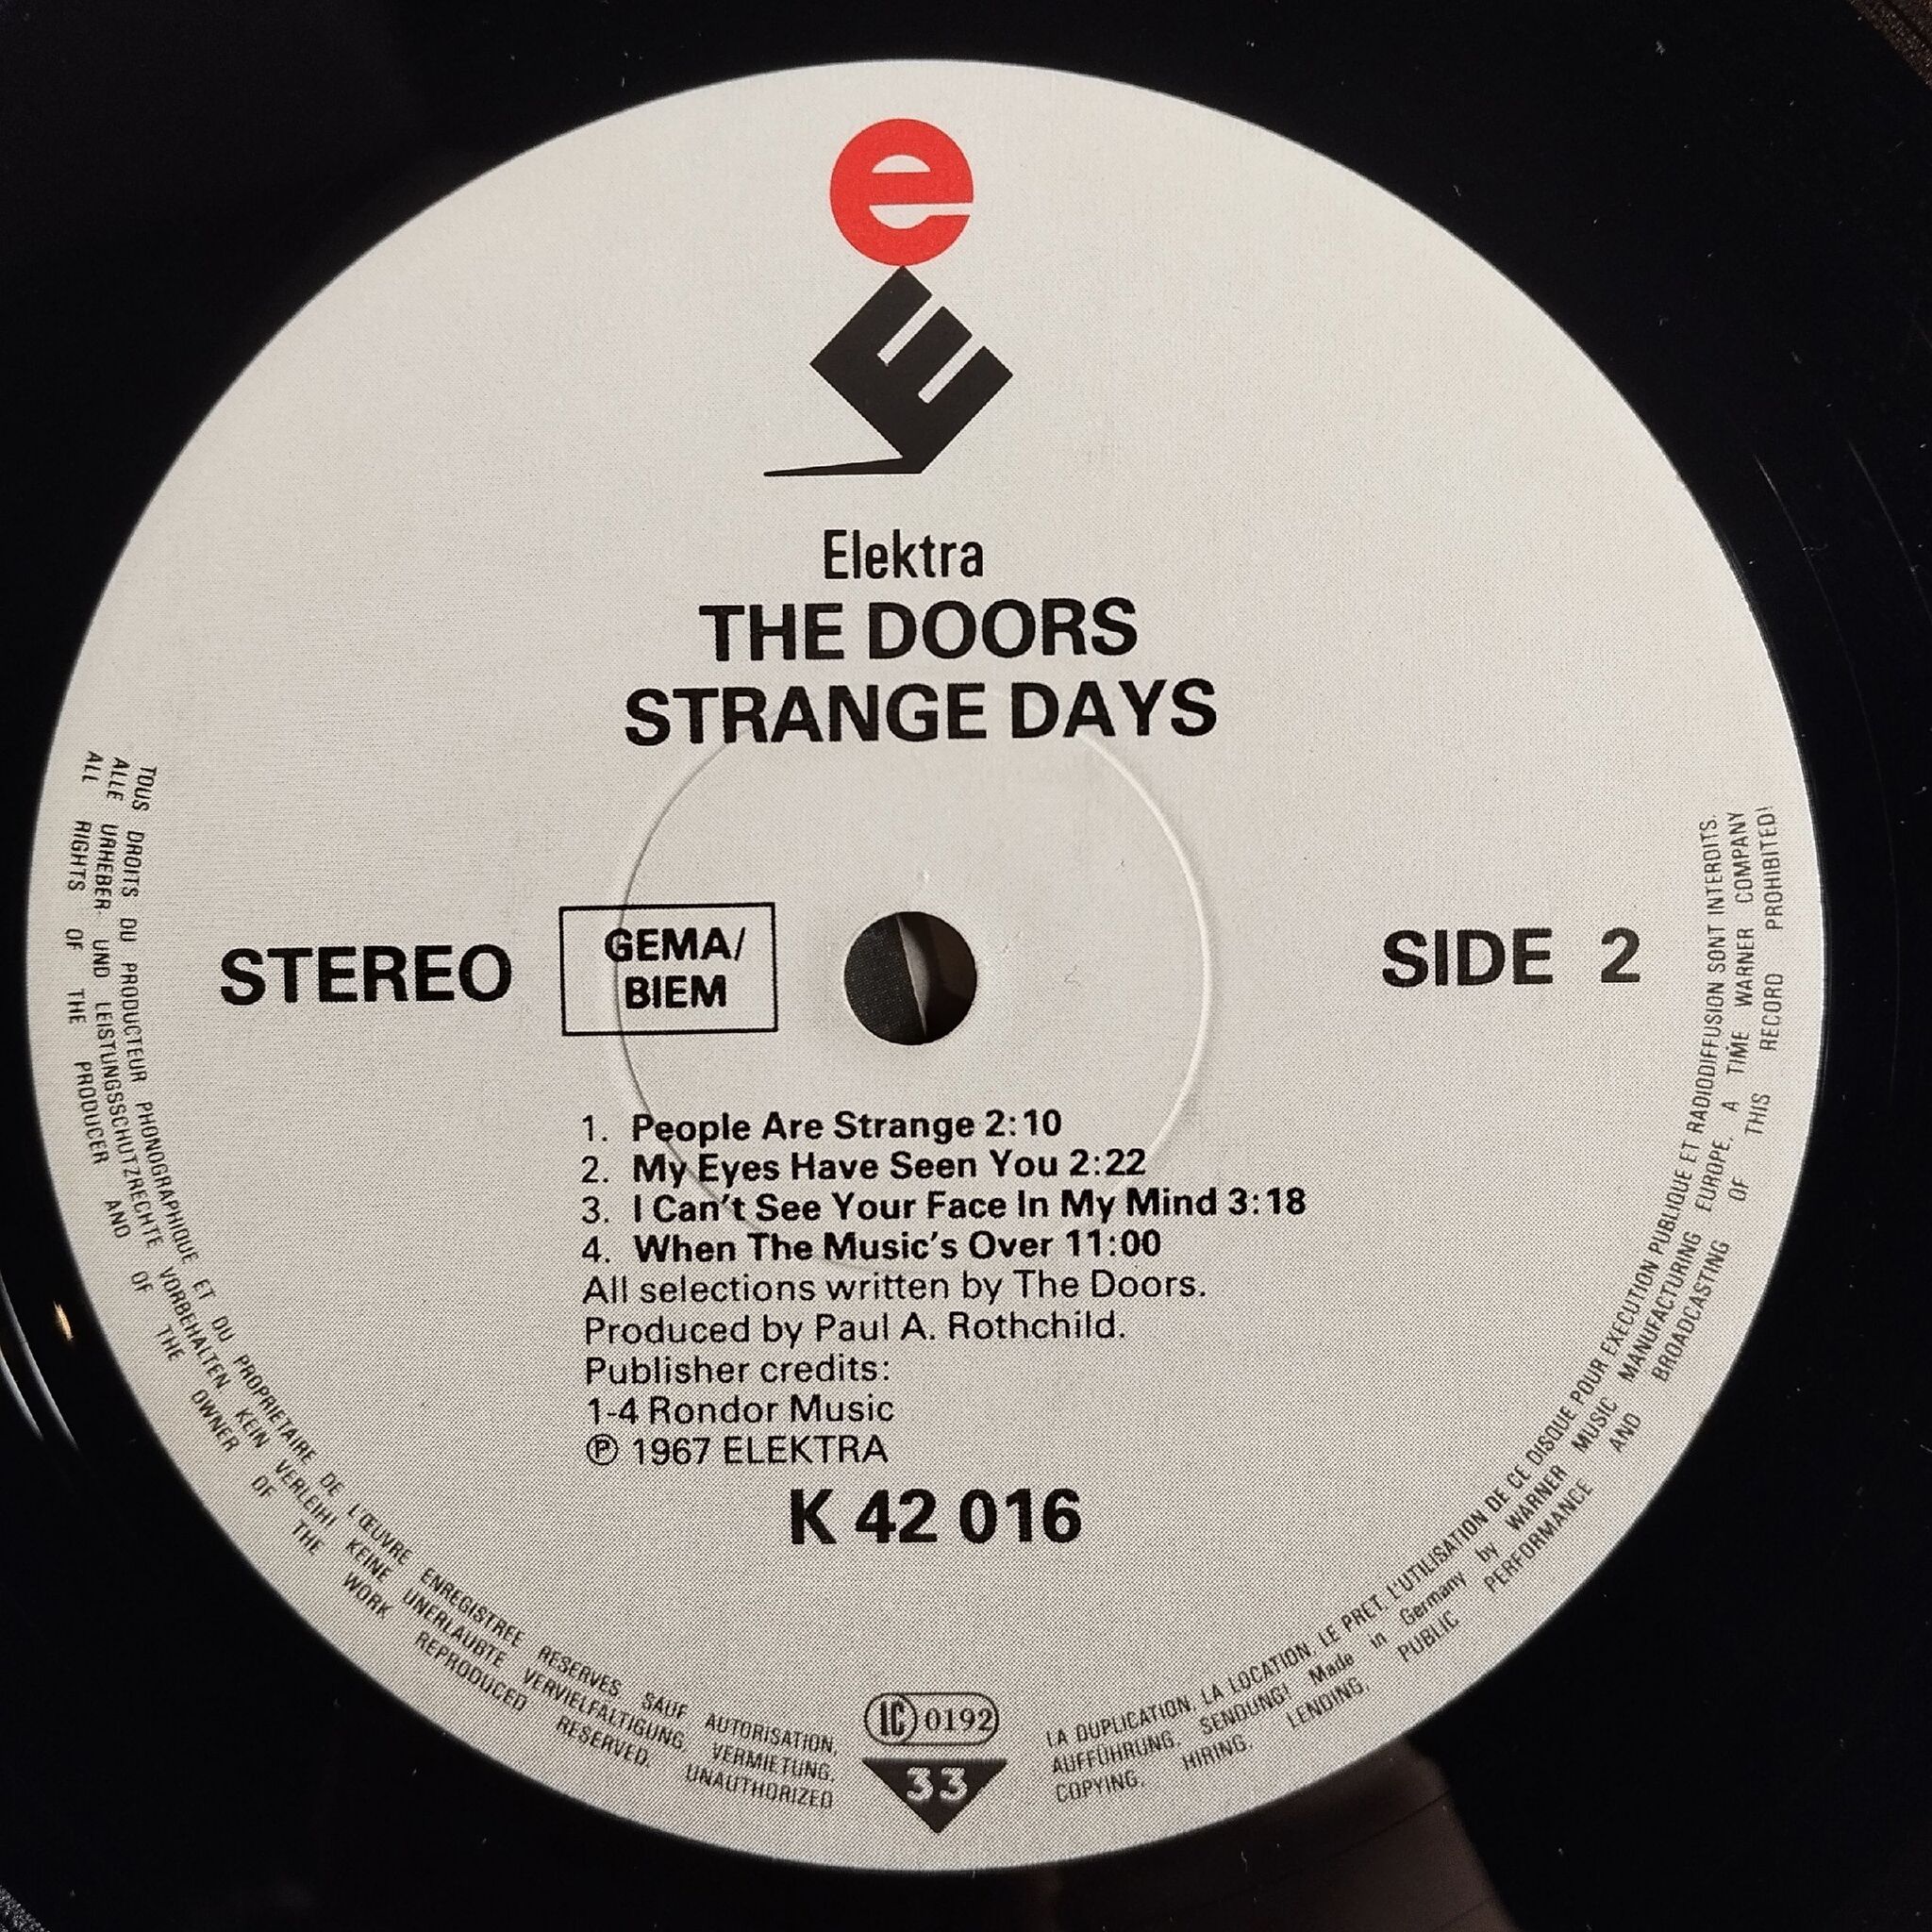 e
E
Elektra
THE DOORS
STRANGE DAYS
STEREO
GEMA/
BIEM
SIDE 2
1. People Are Strange 2:10
2. My Eyes Have Seen You 2:22
3. I Can't See Your Face In My Mind 3:18
4. When The Music's Over 11:00
All selections written by The Doors.
Produced by Paul A. Rothchild.
Publisher credits:
1-4 Rondor Music
℗ 1967 ELEKTRA
K 42 016
LC 0192
33
TOUS DROITS DU PRODUCTEUR PHONOGRAPHIQUE ET DU PROPRIETAIRE DE L'ŒUVRE ENREGISTREE RESERVES SAUF AUTORISATION, LA DUPLICATION, LA LOCATION, LE PRET, L'UTILISATION DE CE DISQUE POUR EXECUTION PUBLIQUE ET RADIODIFFUSION SONT INTERDITS.
ALLE URHEBER- UND LEISTUNGSSCHUTZRECHTE VORBEHALTEN KEIN VERLEIH! KEINE UNERLAUBTE VERVIELFÄLTIGUNG, VERMIETUNG, AUFFÜHRUNG, SENDUNG! Made in Germany by WARNER MUSIC MANUFACTURING EUROPE. A TIME WARNER COMPANY
ALL RIGHTS OF THE PRODUCER AND OF THE OWNER OF THE WORK REPRODUCED RESERVED. UNAUTHORIZED COPYING, HIRING, LENDING, PUBLIC PERFORMANCE AND BROADCASTING OF THIS RECORD PROHIBITED!